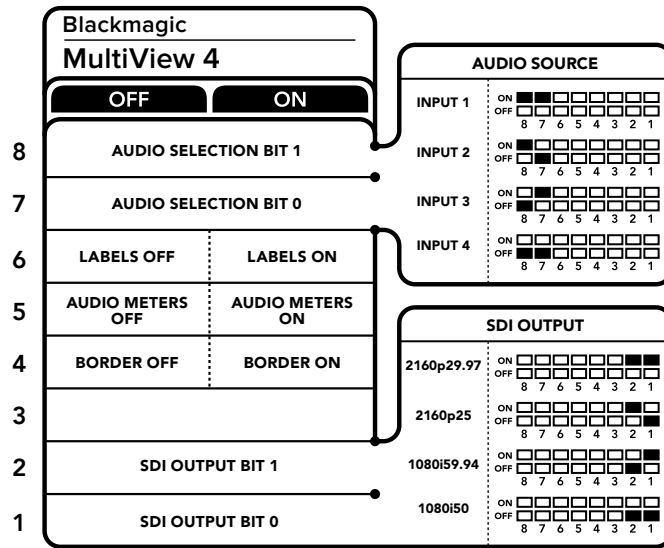 Blackmagic
MultiView 4
OFF ON
8 AUDIO SELECTION BIT 1
7 AUDIO SELECTION BIT 0
6 LABELS OFF LABELS ON
5 AUDIO METERS OFF AUDIO METERS ON
4 BORDER OFF BORDER ON
3
2 SDI OUTPUT BIT 1
1 SDI OUTPUT BIT 0
AUDIO SOURCE
INPUT 1 ON
OFF
8 7 6 5 4 3 2 1
INPUT 2 ON
OFF
8 7 6 5 4 3 2 1
INPUT 3 ON
OFF
8 7 6 5 4 3 2 1
INPUT 4 ON
OFF
8 7 6 5 4 3 2 1
SDI OUTPUT
2160p29.97 ON
OFF
8 7 6 5 4 3 2 1
2160p25 ON
OFF
8 7 6 5 4 3 2 1
1080i59.94 ON
OFF
8 7 6 5 4 3 2 1
1080i50 ON
OFF
8 7 6 5 4 3 2 1